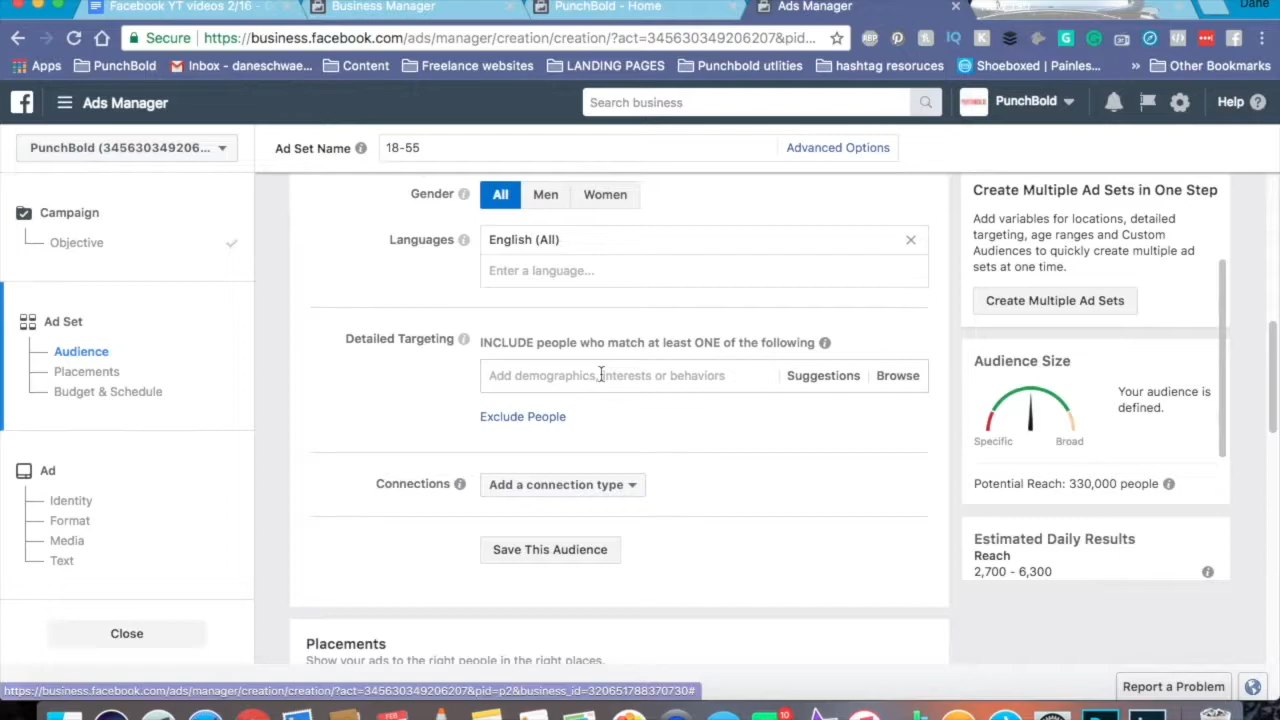 Facebook YT videos 2/16 -
Business Manager
PunchBold - Home
Ads Manager
Dane
Secure
https://business.facebook.com/ads/manager/creation/creation/?act=345630349206207&pid...
Apps
PunchBold
Inbox - daneschwae...
Content
Freelance websites
LANDING PAGES
Punchbold utlities
hashtag resoruces
Shoeboxed | Painles...
»
Other Bookmarks
Ads Manager
Search business
PunchBold
Help
PunchBold (345630349206...
Ad Set Name
18-55
Advanced Options
Campaign
Objective
Ad Set
Audience
Placements
Budget & Schedule
Ad
Identity
Format
Media
Text
Close
Gender
All
Men
Women
Languages
English (All)
Enter a language...
Detailed Targeting
INCLUDE people who match at least ONE of the following
Add demographics, interests or behaviors
Suggestions
Browse
Exclude People
Connections
Add a connection type
Save This Audience
Placements
Show your ads to the right people in the right places.
Create Multiple Ad Sets in One Step
Add variables for locations, detailed
targeting, age ranges and Custom
Audiences to quickly create multiple ad
sets at one time.
Create Multiple Ad Sets
Audience Size
Your audience is
defined.
Specific
Broad
Potential Reach: 330,000 people
Estimated Daily Results
Reach
2,700 - 6,300
Report a Problem
https://business.facebook.com/ads/manager/creation/creation/?act=345630349206207&pid=p2&business_id=320651788370730#
FEB
10